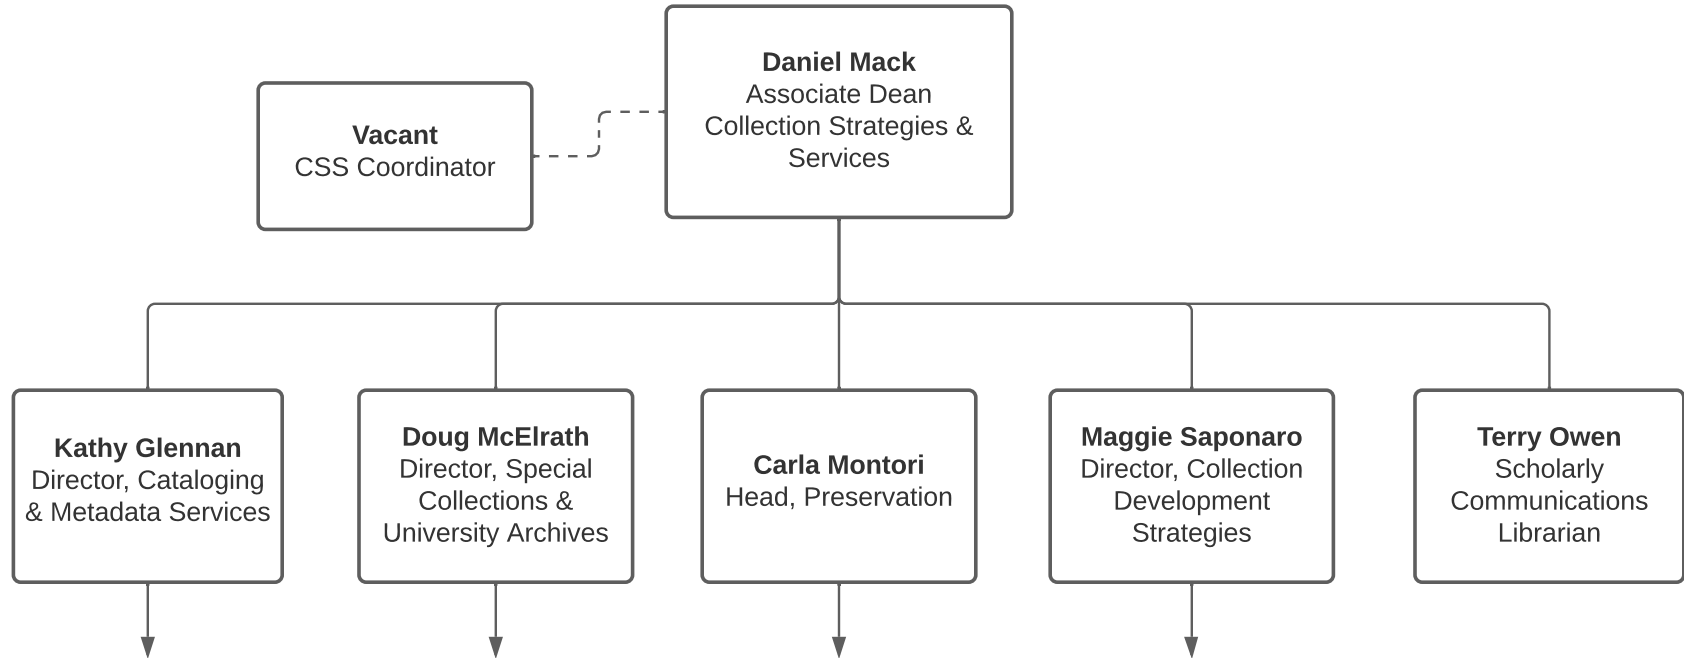 Daniel Mack
Associate Dean
Collection Strategies &
Services
Vacant
CSS Coordinator
Kathy Glennan
Director, Cataloging
& Metadata Services
Doug McElrath
Director, Special
Collections &
University Archives
Carla Montori
Head, Preservation
Maggie Saponaro
Director, Collection
Development
Strategies
Terry Owen
Scholarly
Communications
Librarian